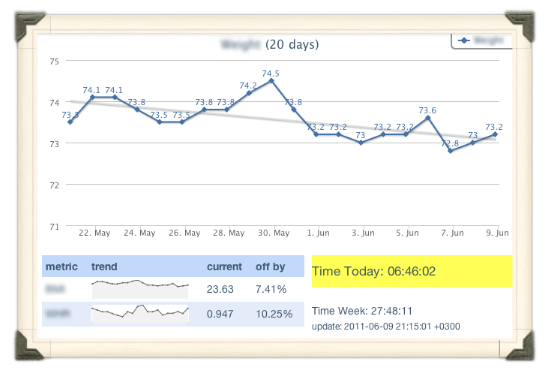 (20 days)
75
74
73
72
71
73.5
74.1
74.1
73.8
73.5
73.5
73.8
73.8
74.2
74.5
73.8
73.2
73.2
73
73.2
73.2
73.6
72.8
73
73.2
22. May
24. May
26. May
28. May
30. May
1. Jun
3. Jun
5. Jun
7. Jun
9. Jun
metric trend current off by
23.63 7.41%
0.947 10.25%
Time Today: 06:46:02
Time Week: 27:48:11
update: 2011-06-09 21:15:01 +0300